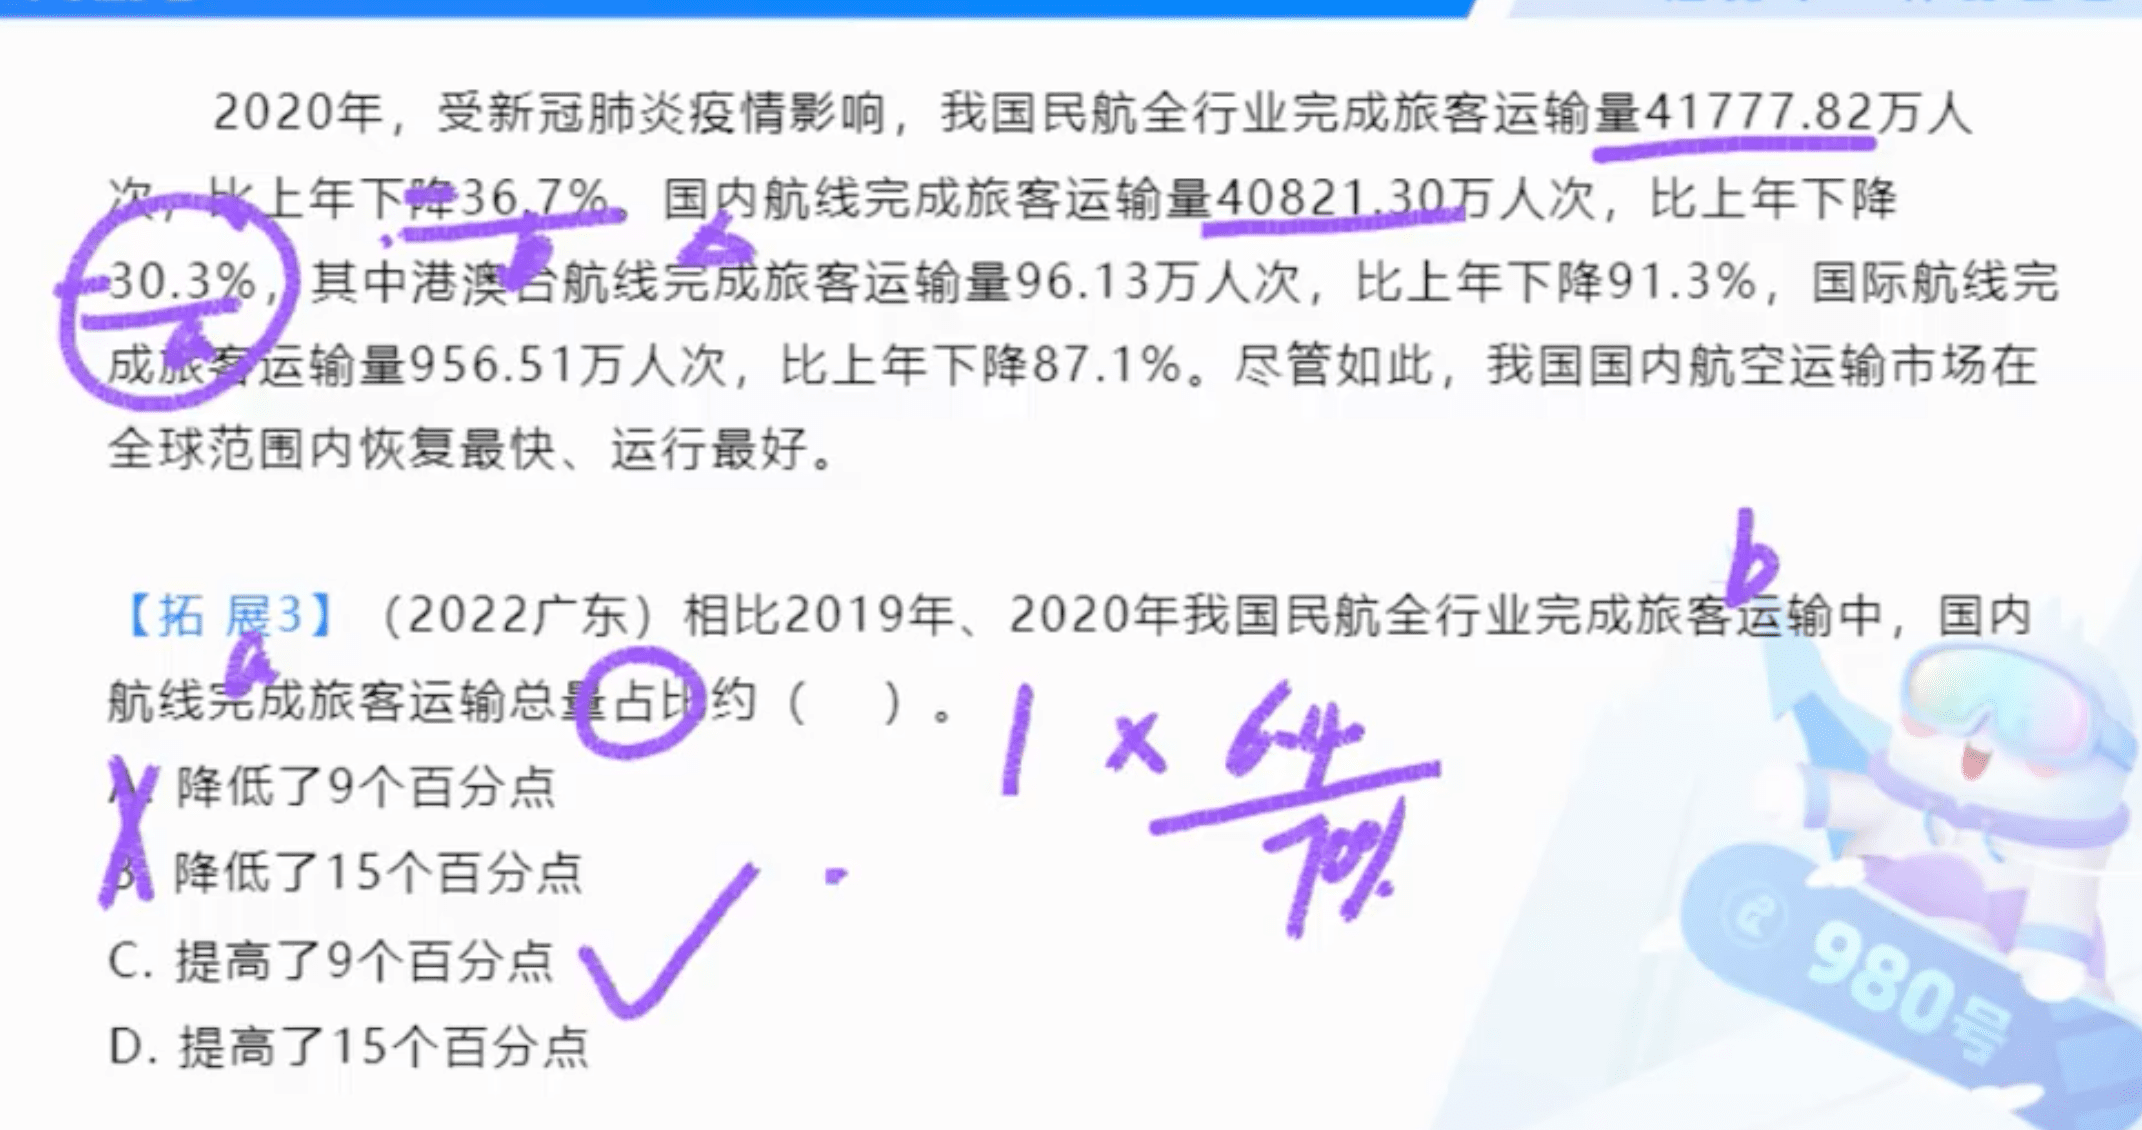 2020年，受新冠肺炎疫情影响，我国民航全行业完成旅客运输量41777.82万人
次，比上年下降36.7%。国内航线完成旅客运输量40821.30万人次，比上年下降
30.3%，其中港澳台航线完成旅客运输量96.13万人次，比上年下降91.3%，国际航线完
成旅客运输量956.51万人次，比上年下降87.1%。尽管如此，我国国内航空运输市场在
全球范围内恢复最快、运行最好。
b
a
b
【拓 展3】（2022广东）相比2019年、2020年我国民航全行业完成旅客运输中，国内
a
航线完成旅客运输总量占比约（ ）。
1 × 64
70%
A. 降低了9个百分点
B. 降低了15个百分点
C. 提高了9个百分点
D. 提高了15个百分点
980号